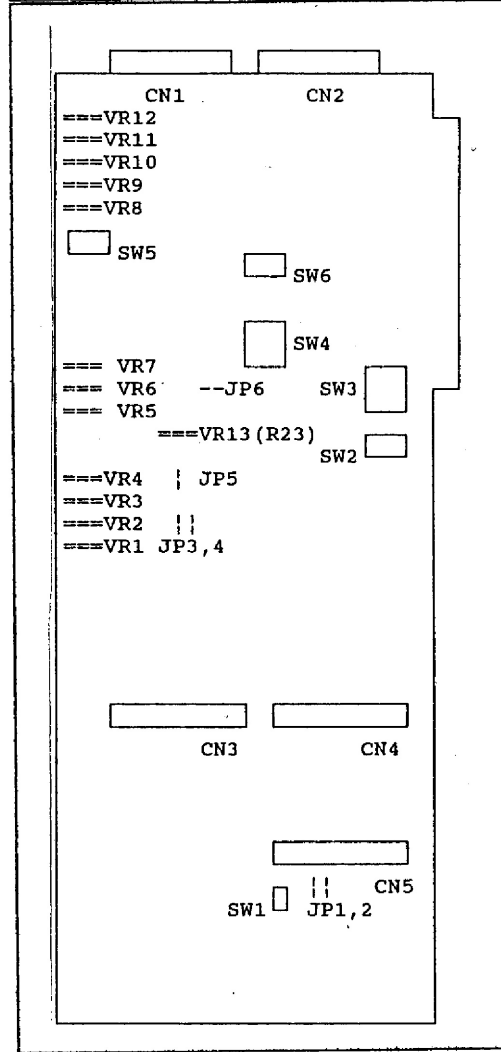 CN1 CN2
===VR12
===VR11
===VR10
===VR9
===VR8
SW5
SW6
SW4
=== VR7
=== VR6 --JP6 SW3
=== VR5
===VR13(R23)
SW2
===VR4 ¦ JP5
===VR3
===VR2 ¦¦
===VR1 JP3,4
CN3 CN4
¦¦ CN5
SW1 JP1,2